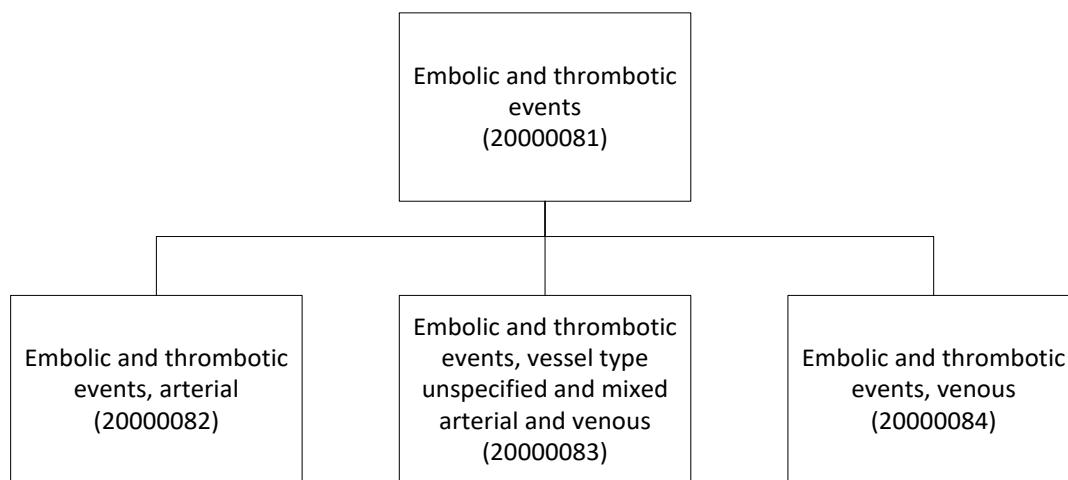 Embolic and thrombotic
events
(20000081)
Embolic and thrombotic
events, arterial
(20000082)
Embolic and thrombotic
events, vessel type
unspecified and mixed
arterial and venous
(20000083)
Embolic and thrombotic
events, venous
(20000084)